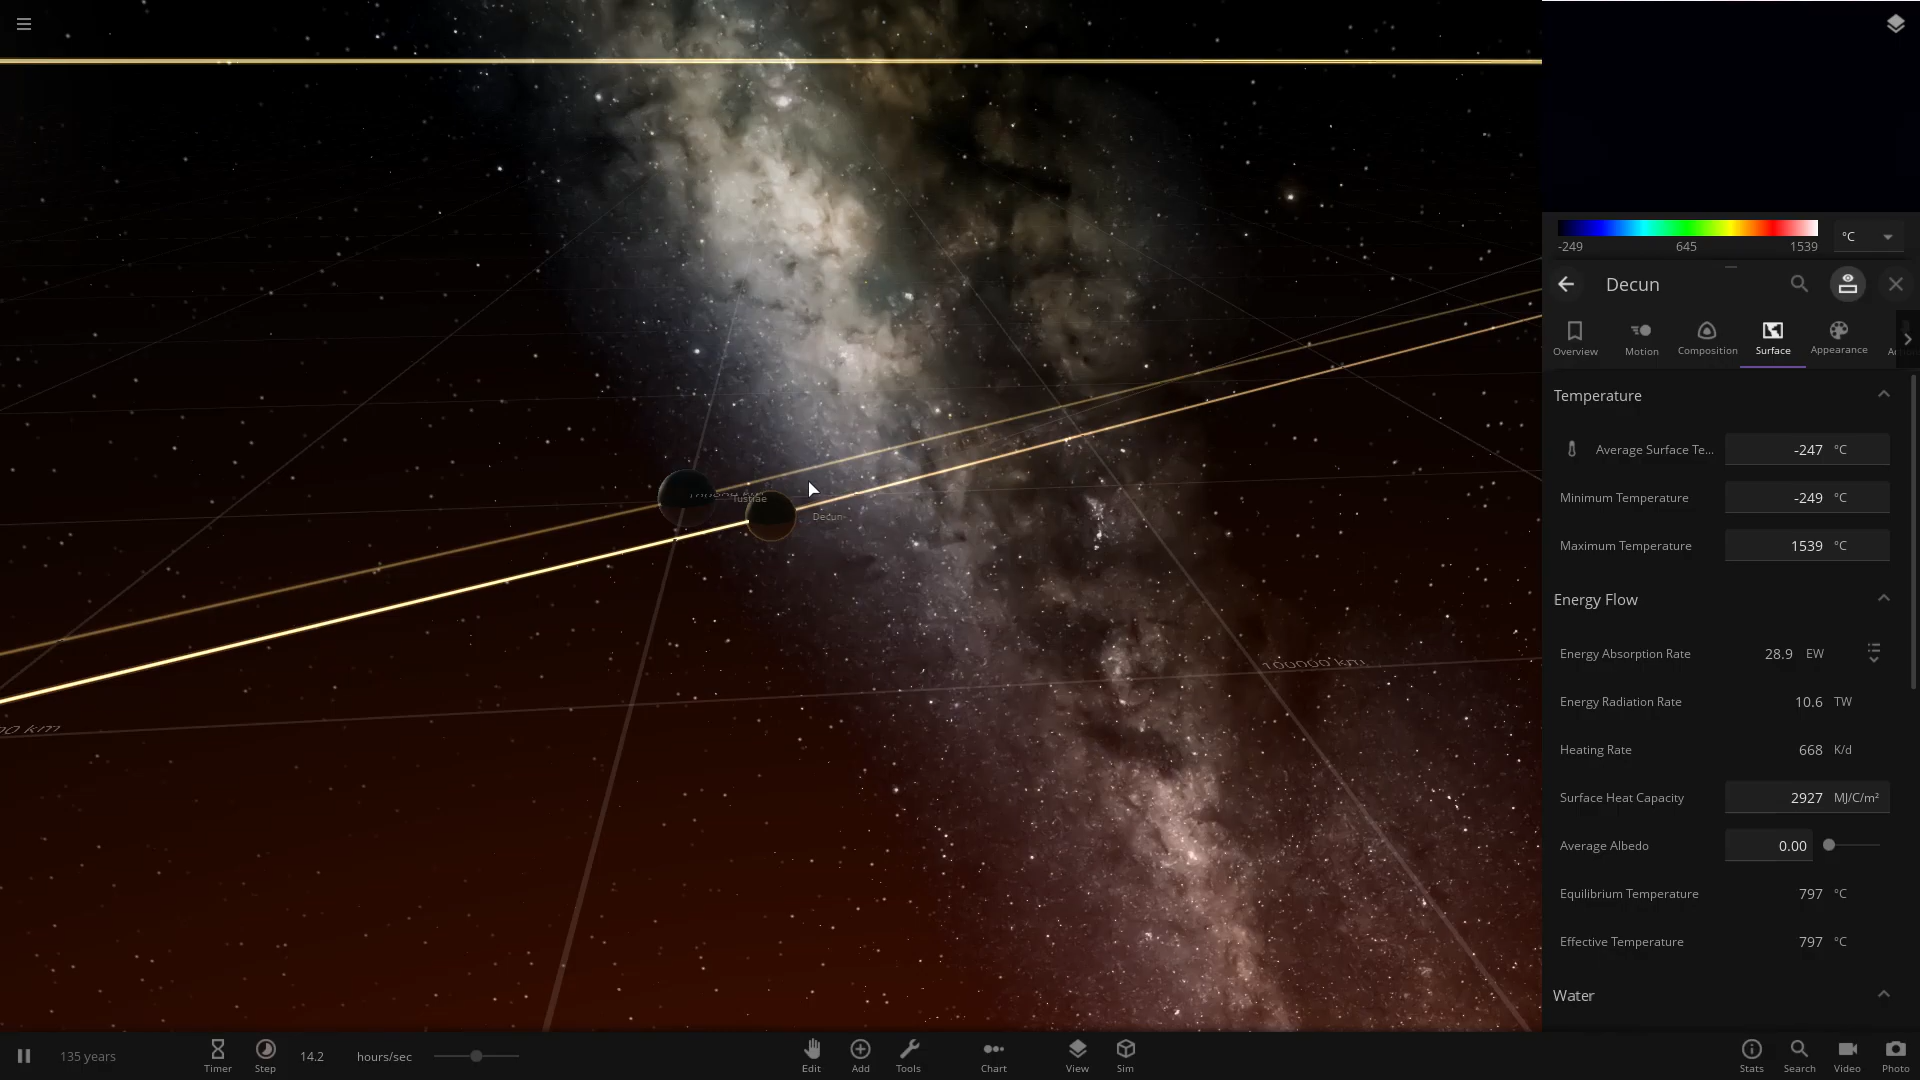 -249 645 1539 °C
Decun
Overview Motion Composition Surface Appearance
Temperature
Average Surface Te... -247 °C
Minimum Temperature -249 °C
Maximum Temperature 1539 °C
Energy Flow
Energy Absorption Rate 28.9 EW
Energy Radiation Rate 10.6 TW
Heating Rate 668 K/d
Surface Heat Capacity 2927 MJ/C/m²
Average Albedo 0.00
Equilibrium Temperature 797 °C
Effective Temperature 797 °C
Water
Decun
100000 km
00 km
135 years Timer Step 14.2 hours/sec Edit Add Tools Chart View Sim Stats Search Video Photo